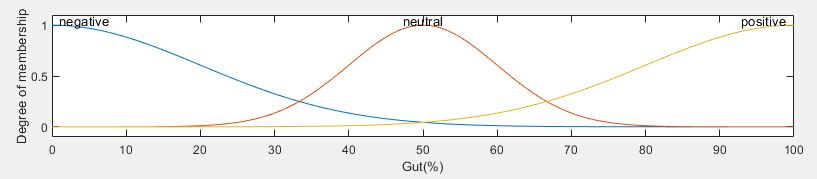 negative neutral positive
1
0.5
0
Degree of membership
0 10 20 30 40 50 60 70 80 90 100
Gut(%)